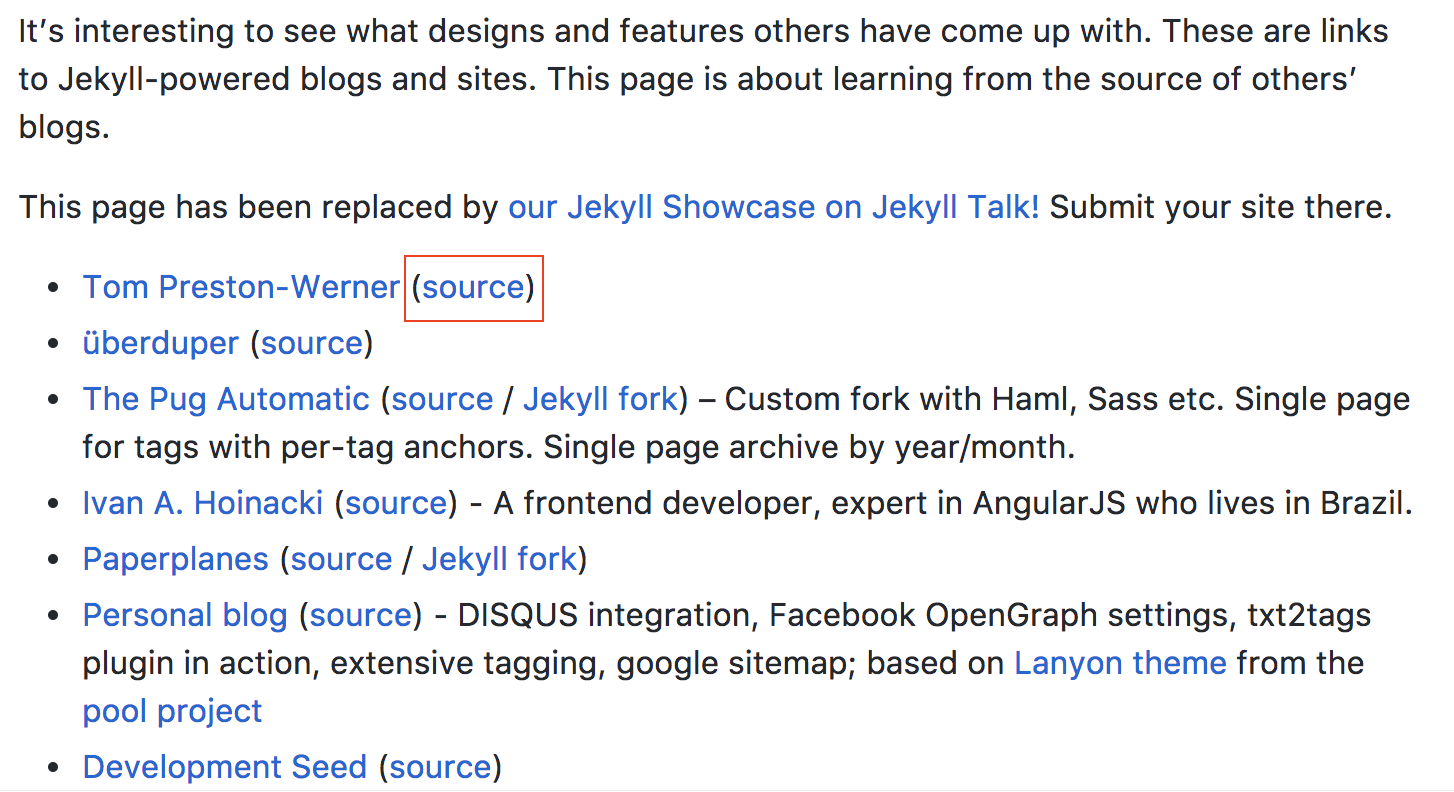 It’s interesting to see what designs and features others have come up with. These are links
to Jekyll-powered blogs and sites. This page is about learning from the source of others’
blogs.
This page has been replaced by our Jekyll Showcase on Jekyll Talk! Submit your site there.
• Tom Preston-Werner (source)
• überduper (source)
• The Pug Automatic (source / Jekyll fork) – Custom fork with Haml, Sass etc. Single page
for tags with per-tag anchors. Single page archive by year/month.
• Ivan A. Hoinacki (source) - A frontend developer, expert in AngularJS who lives in Brazil.
• Paperplanes (source / Jekyll fork)
• Personal blog (source) - DISQUS integration, Facebook OpenGraph settings, txt2tags
plugin in action, extensive tagging, google sitemap; based on Lanyon theme from the
pool project
• Development Seed (source)